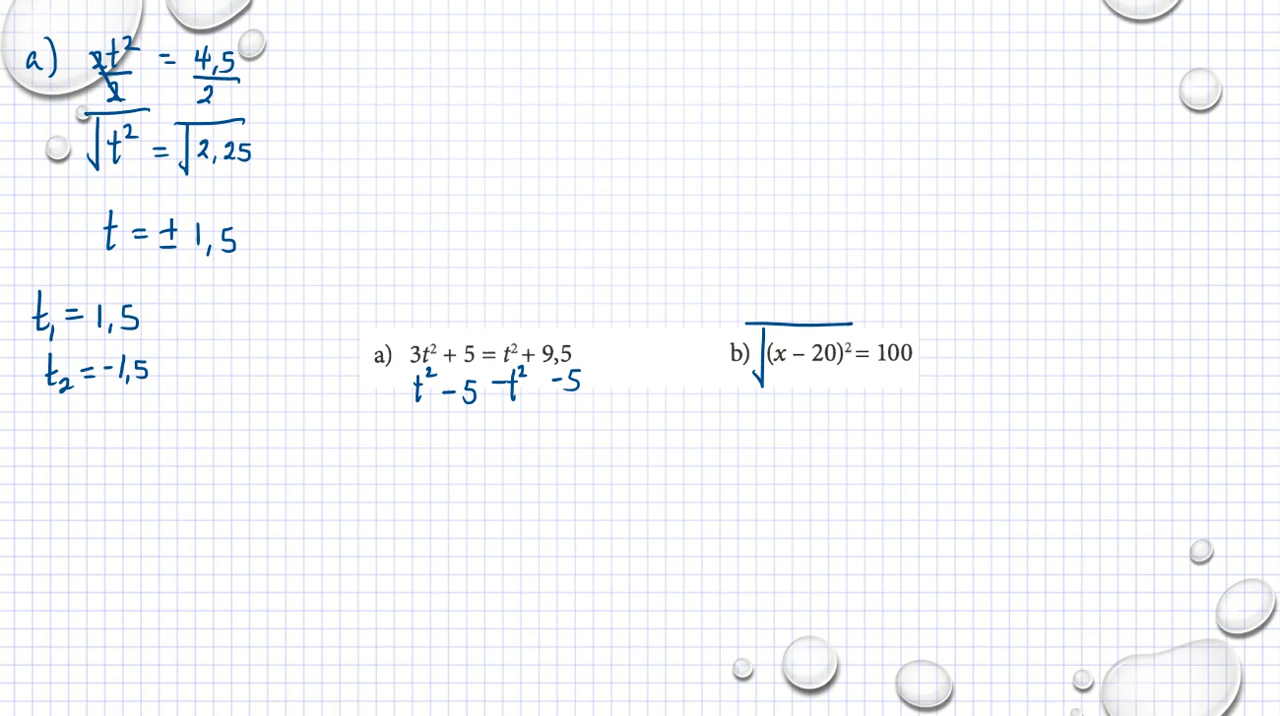 a) 2t² = 4,5
2 2
√t² = √2,25
t = ± 1,5
t₁ = 1,5
t₂ = -1,5
a) 3t² + 5 = t² + 9,5
t² - 5 -t² -5
b) √(x – 20)² = 100